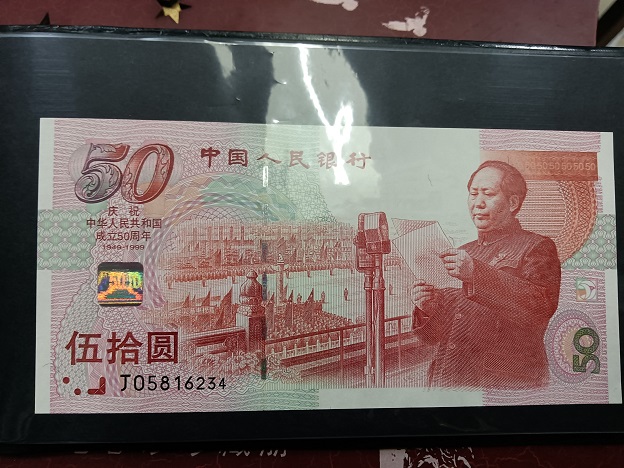 50
中国人民银行
庆祝
中华人民共和国
成立50周年
1949-1999
伍拾圆
J05816234
50